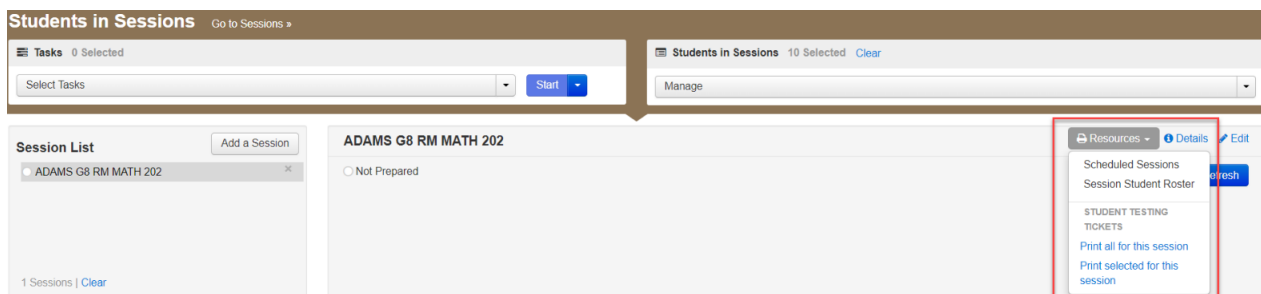 Students in Sessions Go to Sessions »
Tasks 0 Selected
Students in Sessions 10 Selected Clear
Select Tasks
Start
Manage
Session List
Add a Session
ADAMS G8 RM MATH 202
1 Sessions | Clear
ADAMS G8 RM MATH 202
Resources
Details
Edit
Not Prepared
Scheduled Sessions
Session Student Roster
STUDENT TESTING
TICKETS
Print all for this session
Print selected for this
session